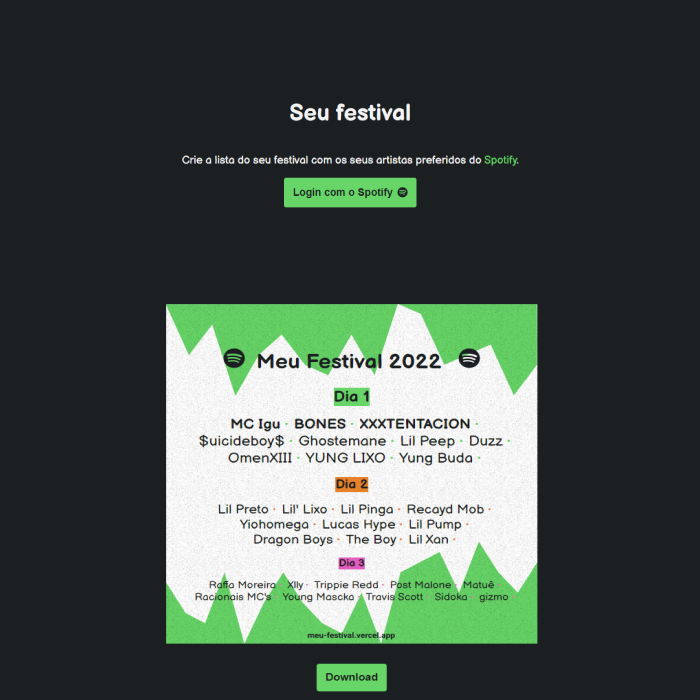 Seu festival
Crie a lista do seu festival com os seus artistas preferidos do Spotify.
Login com o Spotify
Meu Festival 2022
Dia 1
MC Igu · BONES · XXXTENTACION ·
$uicideboy$ · Ghostemane · Lil Peep · Duzz ·
OmenXIII · YUNG LIXO · Yung Buda ·
Dia 2
Lil Preto · Lil' Lixo · Lil Pinga · Recayd Mob ·
Yiohomega · Lucas Hype · Lil Pump ·
Dragon Boys · The Boy · Lil Xan ·
Dia 3
Raffa Moreira · Xlly · Trippie Redd · Post Malone · Matuê
Racionais MC's · Young Mascka · Travis Scott · Sidoka · gizmo
meu-festival.vercel.app
Download